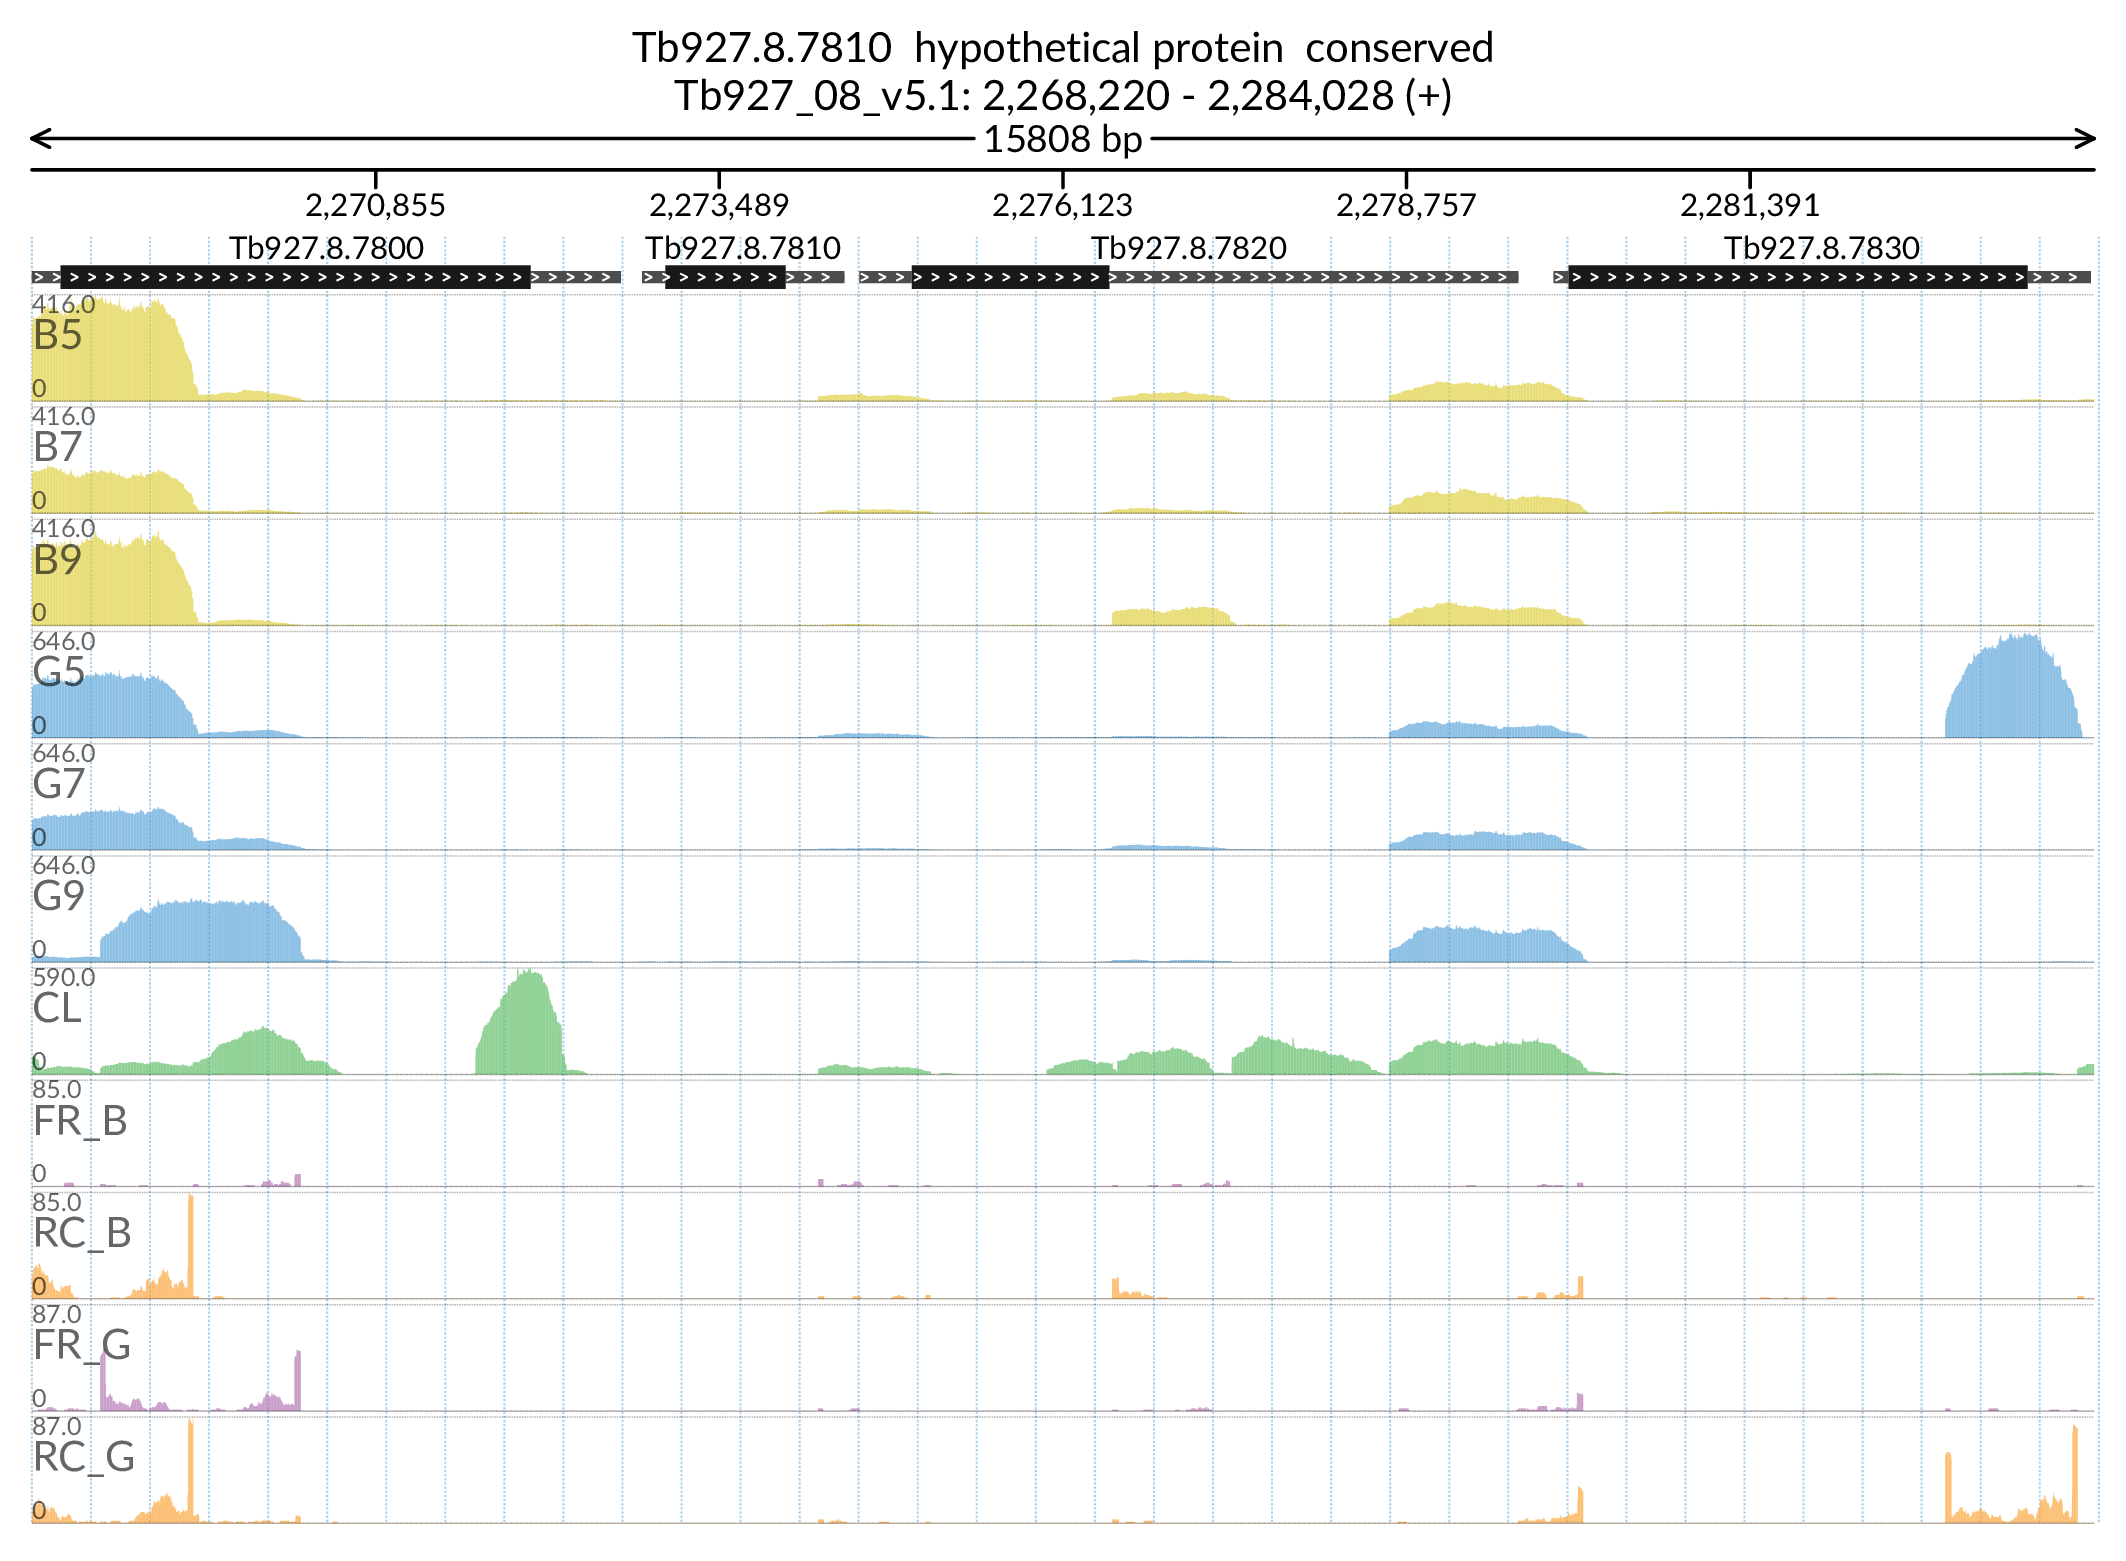 Tb927.8.7810 hypothetical protein conserved
Tb927_08_v5.1: 2,268,220 - 2,284,028 (+)
15808 bp
2,270,855 2,273,489 2,276,123 2,278,757 2,281,391
Tb927.8.7800 Tb927.8.7810 Tb927.8.7820 Tb927.8.7830
416.0
B5
0
416.0
B7
0
416.0
B9
0
646.0
G5
0
646.0
G7
0
646.0
G9
0
590.0
CL
0
85.0
FR_B
0
85.0
RC_B
0
87.0
FR_G
0
87.0
RC_G
0